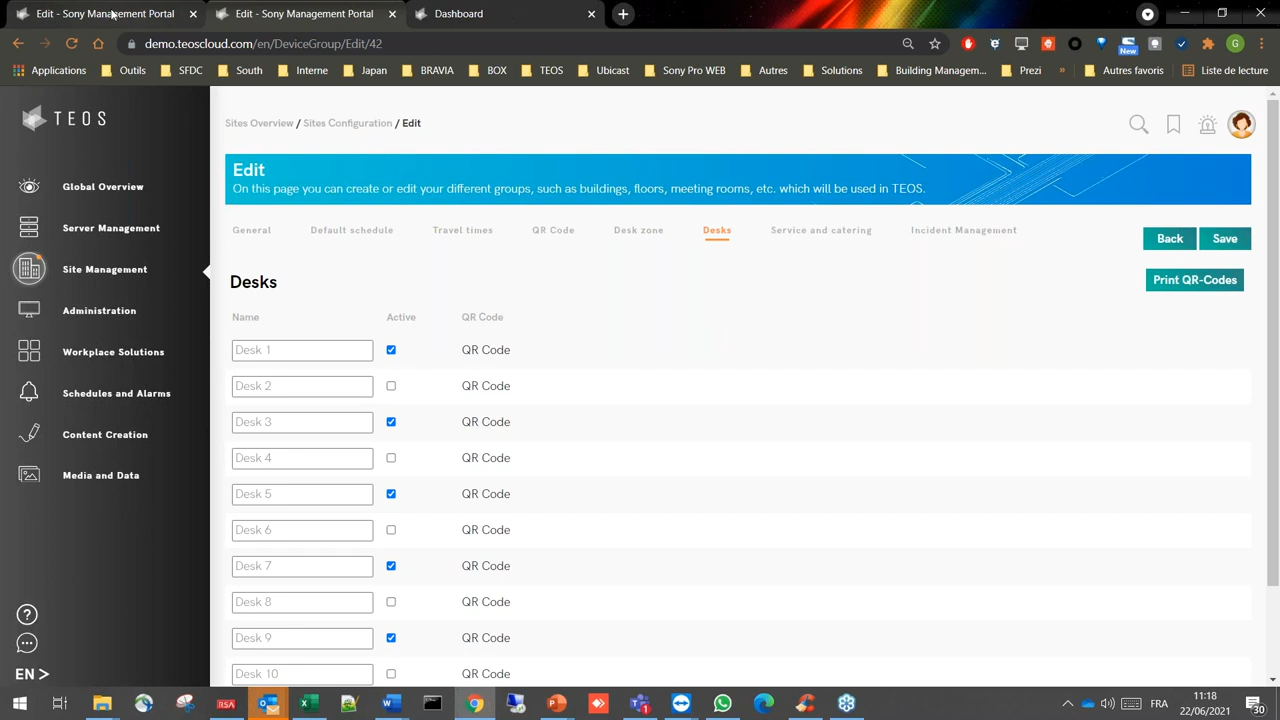 Edit - Sony Management Portal
Edit - Sony Management Portal
Dashboard
demo.teoscloud.com/en/DeviceGroup/Edit/42
New
G
Applications
Outils
SFDC
South
Interne
Japan
BRAVIA
BOX
TEOS
Ubicast
Sony Pro WEB
Autres
Solutions
Building Managem...
Prezi
»
Autres favoris
Liste de lecture
TEOS
Sites Overview / Sites Configuration / Edit
Edit
On this page you can create or edit your different groups, such as buildings, floors, meeting rooms, etc. which will be used in TEOS.
Global Overview
Server Management
Site Management
Administration
Workplace Solutions
Schedules and Alarms
Content Creation
Media and Data
EN >
General
Default schedule
Travel times
QR Code
Desk zone
Desks
Service and catering
Incident Management
Back
Save
Desks
Print QR-Codes
Name
Active
QR Code
Desk 1
QR Code
Desk 2
QR Code
Desk 3
QR Code
Desk 4
QR Code
Desk 5
QR Code
Desk 6
QR Code
Desk 7
QR Code
Desk 8
QR Code
Desk 9
QR Code
Desk 10
QR Code
RSA
FRA
11:18
22/06/2021
30